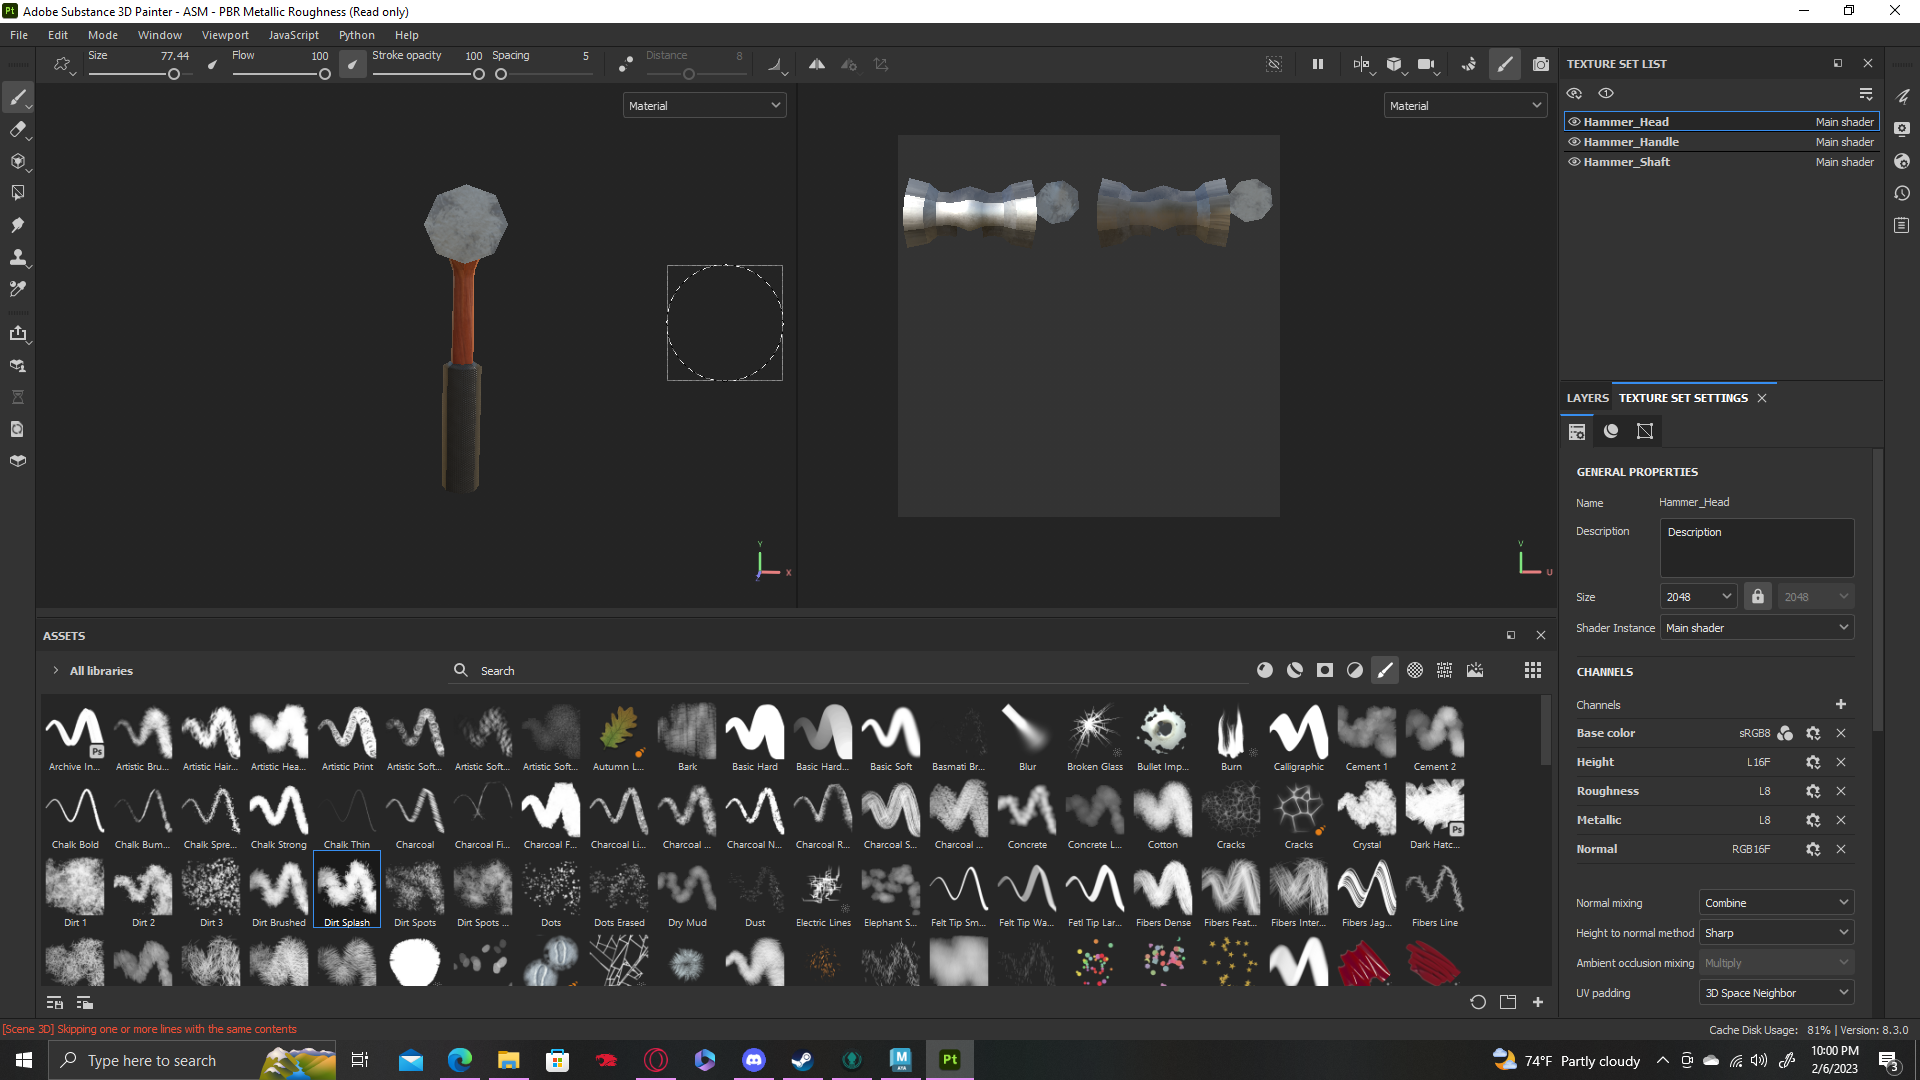 Pt Adobe Substance 3D Painter - ASM - PBR Metallic Roughness (Read only)
File Edit Mode Window Viewport JavaScript Python Help
Size 77.44 Flow 100 Stroke opacity 100 Spacing 5 Distance 8
Material
Material
Y
X
Z
V
U
TEXTURE SET LIST
Hammer_Head Main shader
Hammer_Handle Main shader
Hammer_Shaft Main shader
LAYERS TEXTURE SET SETTINGS
GENERAL PROPERTIES
Name Hammer_Head
Description Description
Size 2048 2048
Shader Instance Main shader
CHANNELS
Channels
Base color sRGB8
Height L16F
Roughness L8
Metallic L8
Normal RGB16F
Normal mixing Combine
Height to normal method Sharp
Ambient occlusion mixing Multiply
UV padding 3D Space Neighbor
ASSETS
All libraries Search
Ps
Archive In... Artistic Bru... Artistic Hair... Artistic Hea... Artistic Print Artistic Soft... Artistic Soft... Artistic Soft... Autumn L... Bark Basic Hard Basic Hard... Basic Soft Basmati Br... Blur Broken Glass Bullet Imp... Burn Calligraphic Cement 1 Cement 2
Ps
Chalk Bold Chalk Bum... Chalk Spre... Chalk Strong Chalk Thin Charcoal Charcoal Fi... Charcoal F... Charcoal Li... Charcoal ... Charcoal N... Charcoal R... Charcoal S... Charcoal ... Concrete Concrete L... Cotton Cracks Cracks Crystal Dark Hatc...
Dirt 1 Dirt 2 Dirt 3 Dirt Brushed Dirt Splash Dirt Spots Dirt Spots ... Dots Dots Erased Dry Mud Dust Electric Lines Elephant S... Felt Tip Sm... Felt Tip Wa... Fetl Tip Lar... Fibers Dense Fibers Feat... Fibers Inter... Fibers Jag... Fibers Line
[Scene 3D] Skipping one or more lines with the same contents
Cache Disk Usage: 81% | Version: 8.3.0
Type here to search
M
Pt
74°F Partly cloudy
10:00 PM
2/6/2023
3